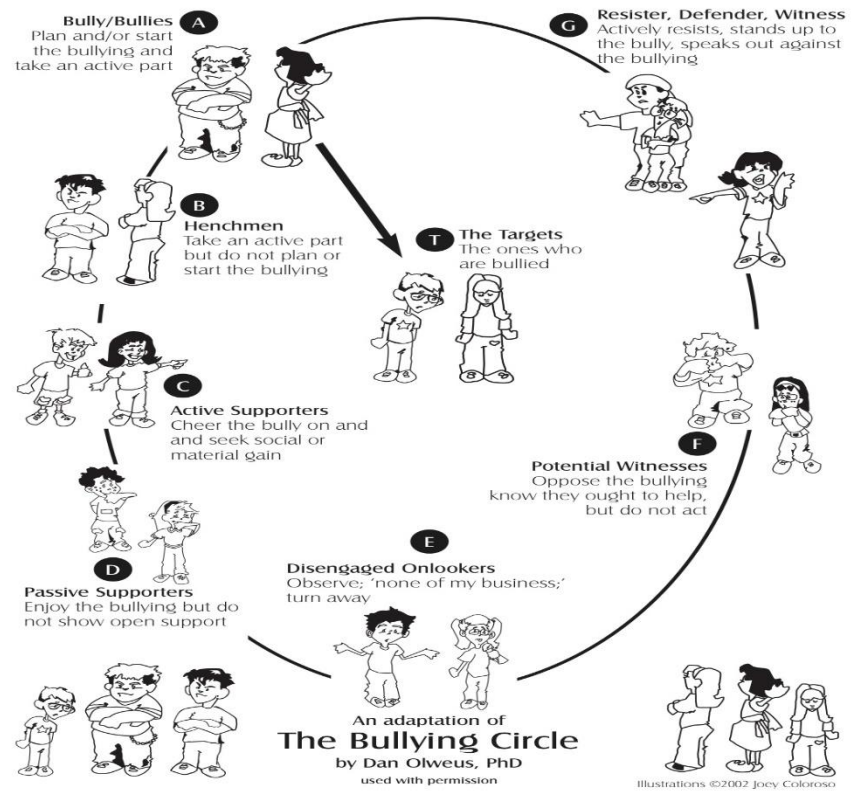 A
Bully/Bullies
Plan and/or start
the bullying and
take an active part
G
Resister, Defender, Witness
Actively resists, stands up to
the bully, speaks out against
the bullying
B
Henchmen
Take an active part
but do not plan or
start the bullying
T
The Targets
The ones who
are bullied
C
Active Supporters
Cheer the bully on and
and seek social or
material gain
F
Potential Witnesses
Oppose the bullying
know they ought to help,
but do not act
D
Passive Supporters
Enjoy the bullying but do
not show open support
E
Disengaged Onlookers
Observe; 'none of my business;'
turn away
An adaptation of
The Bullying Circle
by Dan Olweus, PhD
used with permission
Illustrations ©2002 Joey Coloroso